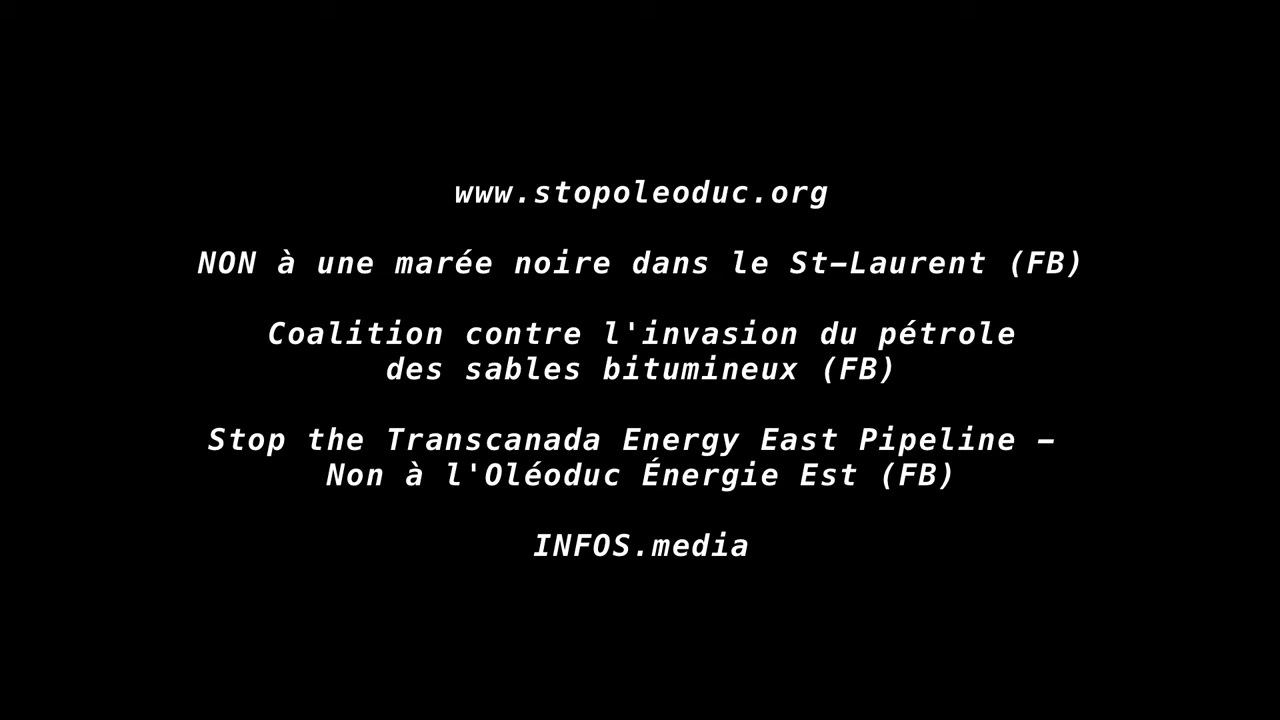 www.stopoleoduc.org
NON à une marée noire dans le St-Laurent (FB)
Coalition contre l'invasion du pétrole
des sables bitumineux (FB)
Stop the Transcanada Energy East Pipeline -
Non à l'Oléoduc Énergie Est (FB)
INFOS.media